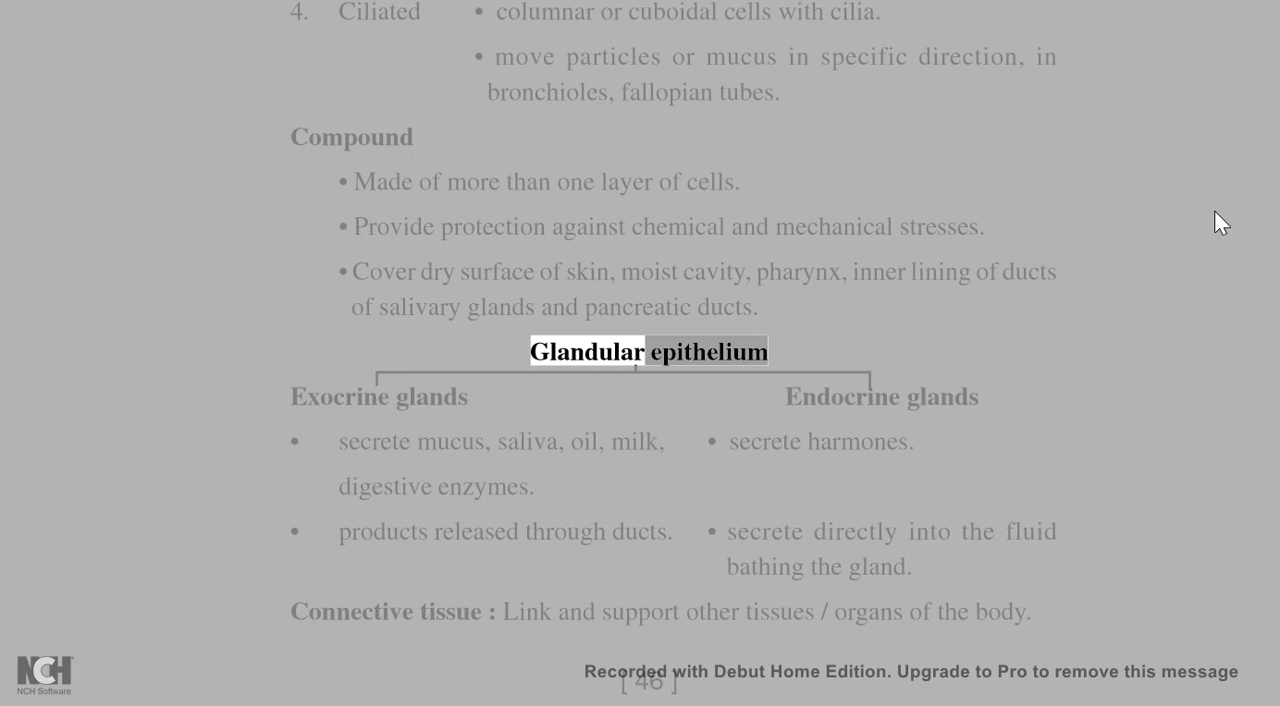 4. Ciliated • columnar or cuboidal cells with cilia.
• move particles or mucus in specific direction, in
bronchioles, fallopian tubes.
Compound
• Made of more than one layer of cells.
• Provide protection against chemical and mechanical stresses.
• Cover dry surface of skin, moist cavity, pharynx, inner lining of ducts
of salivary glands and pancreatic ducts.
Glandular epithelium
Exocrine glands Endocrine glands
• secrete mucus, saliva, oil, milk, • secrete harmones.
digestive enzymes.
• products released through ducts. • secrete directly into the fluid
bathing the gland.
Connective tissue : Link and support other tissues / organs of the body.
NCH
NCH Software
Recorded with Debut Home Edition. Upgrade to Pro to remove this message
[ 46 ]